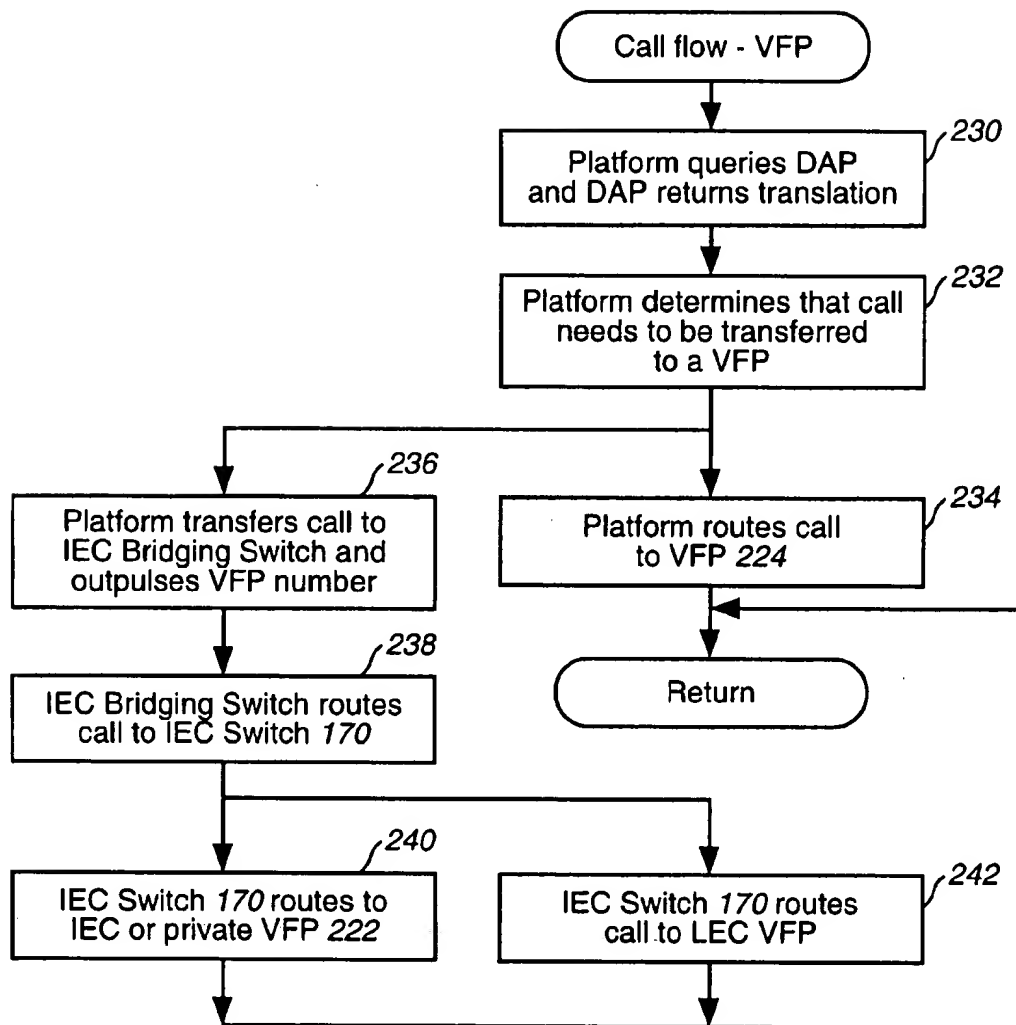 Call flow - VFP
230
Platform queries DAP
and DAP returns translation
232
Platform determines that call
needs to be transferred
to a VFP
236
Platform transfers call to
IEC Bridging Switch and
outpulses VFP number
234
Platform routes call
to VFP 224
238
IEC Bridging Switch routes
call to IEC Switch 170
Return
240
IEC Switch 170 routes to
IEC or private VFP 222
242
IEC Switch 170 routes
call to LEC VFP